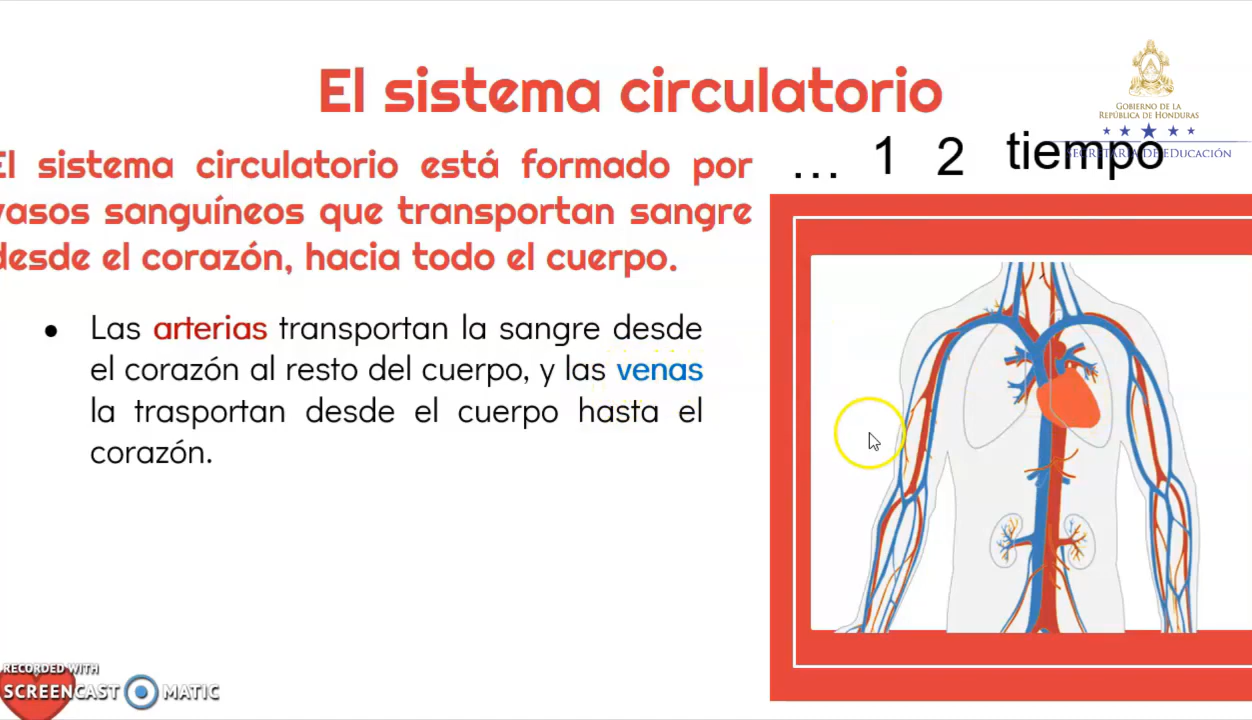 El sistema circulatorio
GOBIERNO DE LA
REPÚBLICA DE HONDURAS
SECRETARÍA DE EDUCACIÓN
... 1 2 tiempo
El sistema circulatorio está formado por
vasos sanguíneos que transportan sangre
desde el corazón, hacia todo el cuerpo.
• Las arterias transportan la sangre desde
el corazón al resto del cuerpo, y las venas
la trasportan desde el cuerpo hasta el
corazón.
RECORDED WITH
SCREENCAST MATIC